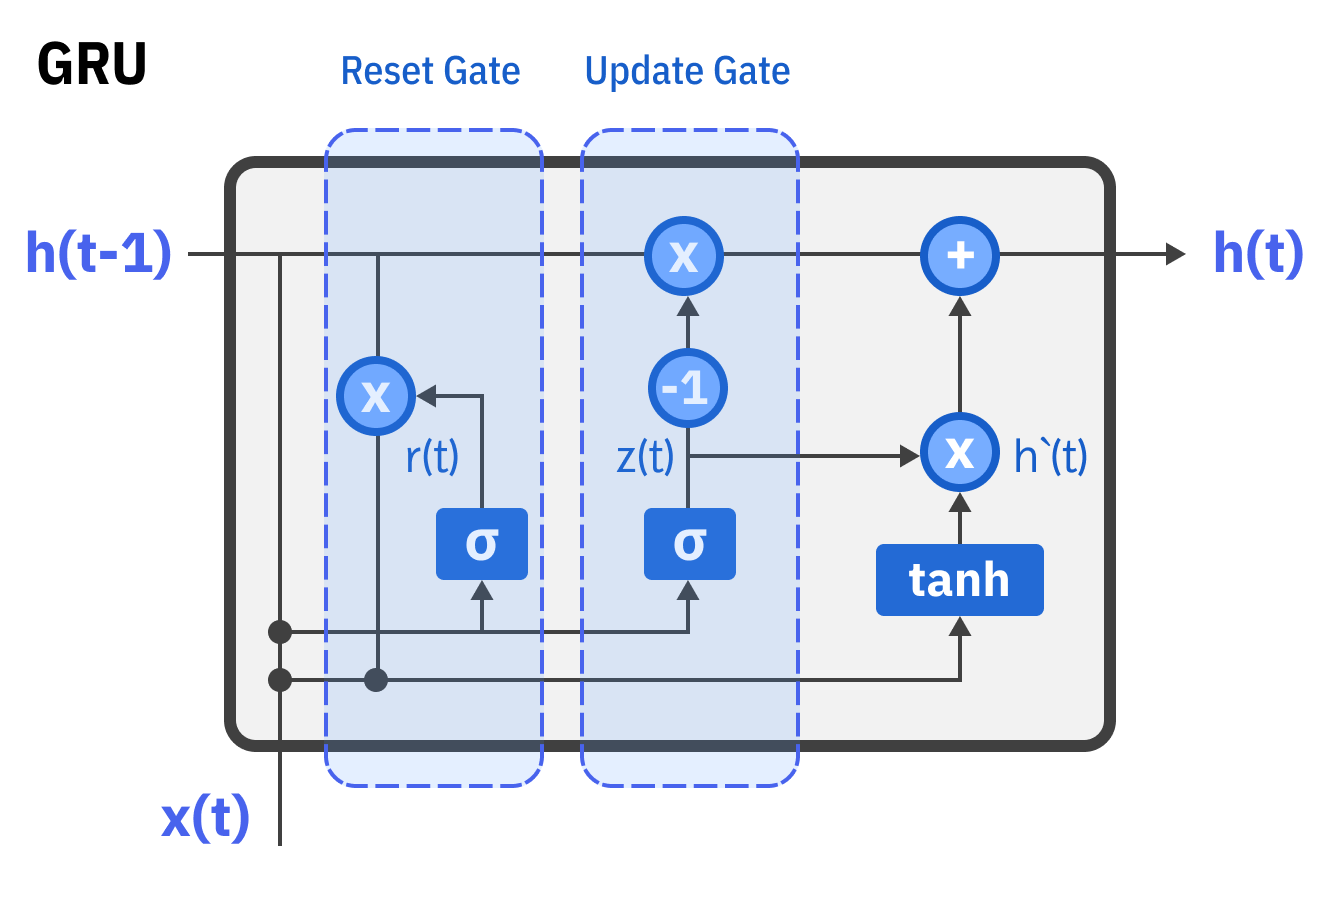 GRU
Reset Gate
Update Gate
h(t-1)
x
+
h(t)
x
-1
r(t)
z(t)
x
h`(t)
σ
σ
tanh
x(t)